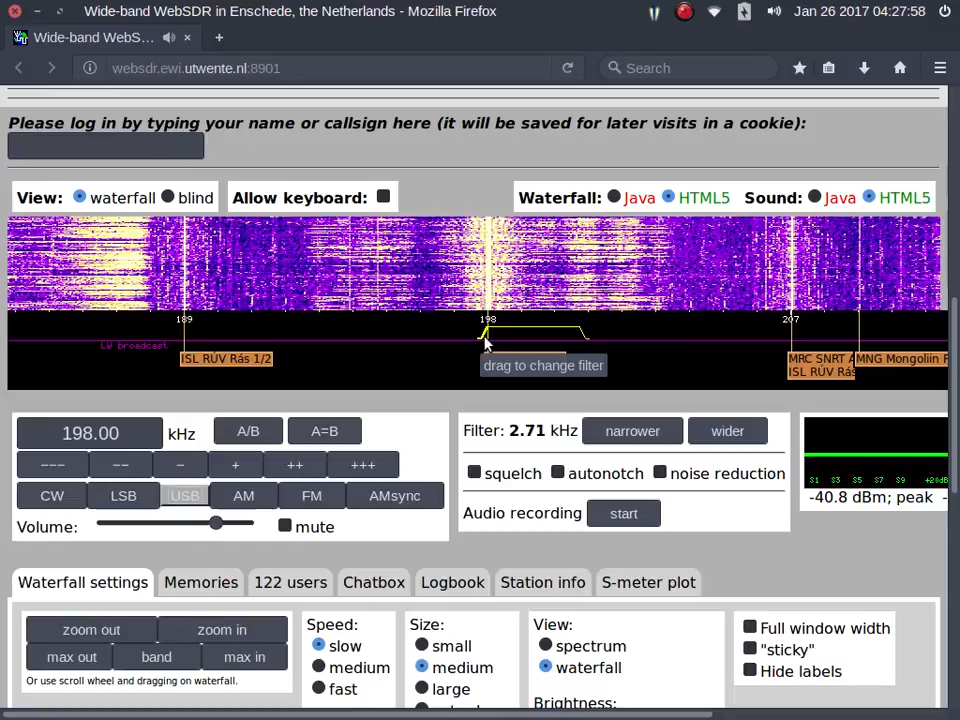 Wide-band WebSDR in Enschede, the Netherlands - Mozilla Firefox
Jan 26 2017 04:27:58
Wide-band WebS...
websdr.ewi.utwente.nl:8901
Search
Please log in by typing your name or callsign here (it will be saved for later visits in a cookie):
View: waterfall blind
Allow keyboard:
Waterfall: Java HTML5 Sound: Java HTML5
189 198 207
LW broadcast
ISL RÚV Rás 1/2
MRC SNRT A
MNG Mongoliin R
ISL RÚV Rás
drag to change filter
198.00 kHz A/B A=B
--- -- - + ++ +++
CW LSB USB AM FM AMsync
Volume: mute
Filter: 2.71 kHz narrower wider
squelch autonotch noise reduction
Audio recording start
S1 S3 S5 S7 S9 +20dB
-40.8 dBm; peak -
Waterfall settings Memories 122 users Chatbox Logbook Station info S-meter plot
zoom out zoom in
max out band max in
Or use scroll wheel and dragging on waterfall.
Speed:
slow
medium
fast
Size:
small
medium
large
View:
spectrum
waterfall
Brightness:
Full window width
"sticky"
Hide labels